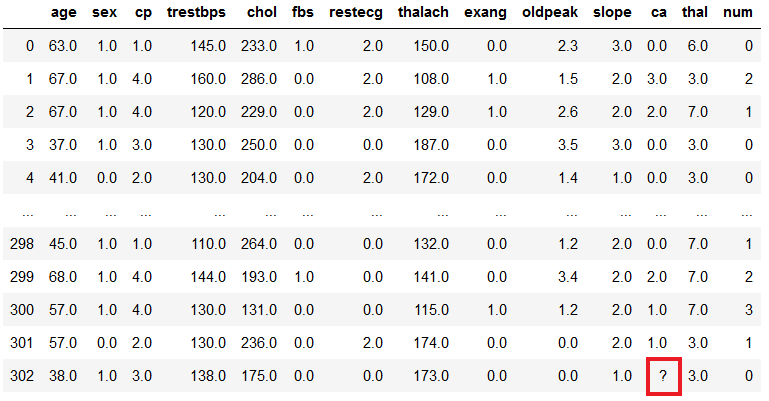 age sex cp trestbps chol fbs restecg thalach exang oldpeak slope ca thal num
0 63.0 1.0 1.0 145.0 233.0 1.0 2.0 150.0 0.0 2.3 3.0 0.0 6.0 0
1 67.0 1.0 4.0 160.0 286.0 0.0 2.0 108.0 1.0 1.5 2.0 3.0 3.0 2
2 67.0 1.0 4.0 120.0 229.0 0.0 2.0 129.0 1.0 2.6 2.0 2.0 7.0 1
3 37.0 1.0 3.0 130.0 250.0 0.0 0.0 187.0 0.0 3.5 3.0 0.0 3.0 0
4 41.0 0.0 2.0 130.0 204.0 0.0 2.0 172.0 0.0 1.4 1.0 0.0 3.0 0
... ... ... ... ... ... ... ... ... ... ... ... ... ... ...
298 45.0 1.0 1.0 110.0 264.0 0.0 0.0 132.0 0.0 1.2 2.0 0.0 7.0 1
299 68.0 1.0 4.0 144.0 193.0 1.0 0.0 141.0 0.0 3.4 2.0 2.0 7.0 2
300 57.0 1.0 4.0 130.0 131.0 0.0 0.0 115.0 1.0 1.2 2.0 1.0 7.0 3
301 57.0 0.0 2.0 130.0 236.0 0.0 2.0 174.0 0.0 0.0 2.0 1.0 3.0 1
302 38.0 1.0 3.0 138.0 175.0 0.0 0.0 173.0 0.0 0.0 1.0 ? 3.0 0